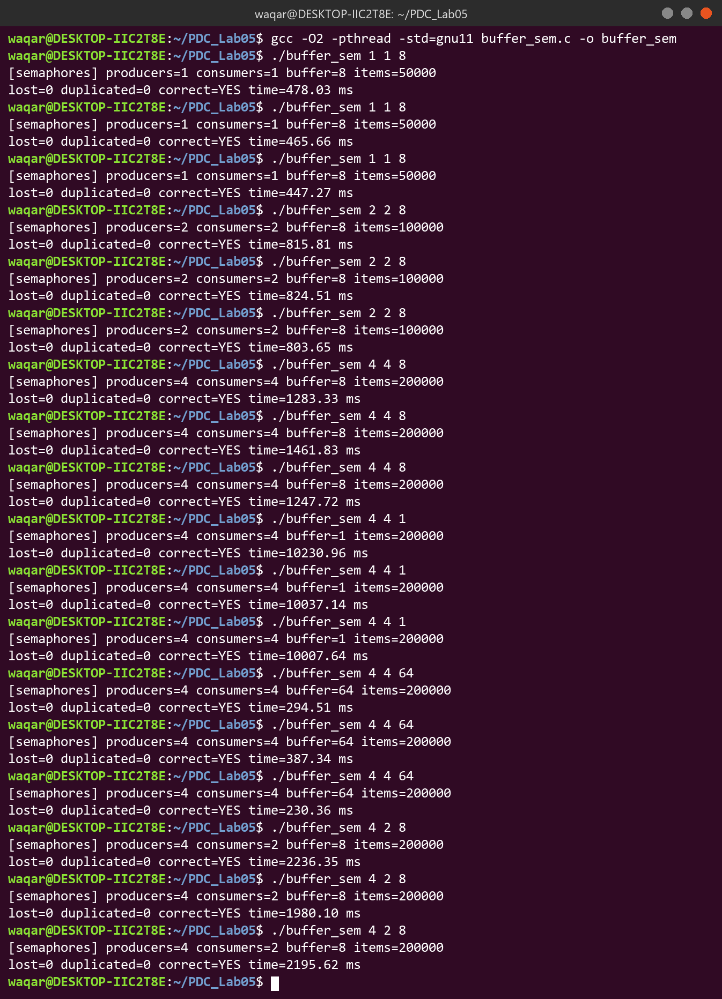 waqar@DESKTOP-IIC2T8E: ~/PDC_Lab05
waqar@DESKTOP-IIC2T8E:~/PDC_Lab05$ gcc -O2 -pthread -std=gnu11 buffer_sem.c -o buffer_sem
waqar@DESKTOP-IIC2T8E:~/PDC_Lab05$ ./buffer_sem 1 1 8
[semaphores] producers=1 consumers=1 buffer=8 items=50000
lost=0 duplicated=0 correct=YES time=478.03 ms
waqar@DESKTOP-IIC2T8E:~/PDC_Lab05$ ./buffer_sem 1 1 8
[semaphores] producers=1 consumers=1 buffer=8 items=50000
lost=0 duplicated=0 correct=YES time=465.66 ms
waqar@DESKTOP-IIC2T8E:~/PDC_Lab05$ ./buffer_sem 1 1 8
[semaphores] producers=1 consumers=1 buffer=8 items=50000
lost=0 duplicated=0 correct=YES time=447.27 ms
waqar@DESKTOP-IIC2T8E:~/PDC_Lab05$ ./buffer_sem 2 2 8
[semaphores] producers=2 consumers=2 buffer=8 items=100000
lost=0 duplicated=0 correct=YES time=815.81 ms
waqar@DESKTOP-IIC2T8E:~/PDC_Lab05$ ./buffer_sem 2 2 8
[semaphores] producers=2 consumers=2 buffer=8 items=100000
lost=0 duplicated=0 correct=YES time=824.51 ms
waqar@DESKTOP-IIC2T8E:~/PDC_Lab05$ ./buffer_sem 2 2 8
[semaphores] producers=2 consumers=2 buffer=8 items=100000
lost=0 duplicated=0 correct=YES time=803.65 ms
waqar@DESKTOP-IIC2T8E:~/PDC_Lab05$ ./buffer_sem 4 4 8
[semaphores] producers=4 consumers=4 buffer=8 items=200000
lost=0 duplicated=0 correct=YES time=1283.33 ms
waqar@DESKTOP-IIC2T8E:~/PDC_Lab05$ ./buffer_sem 4 4 8
[semaphores] producers=4 consumers=4 buffer=8 items=200000
lost=0 duplicated=0 correct=YES time=1461.83 ms
waqar@DESKTOP-IIC2T8E:~/PDC_Lab05$ ./buffer_sem 4 4 8
[semaphores] producers=4 consumers=4 buffer=8 items=200000
lost=0 duplicated=0 correct=YES time=1247.72 ms
waqar@DESKTOP-IIC2T8E:~/PDC_Lab05$ ./buffer_sem 4 4 1
[semaphores] producers=4 consumers=4 buffer=1 items=200000
lost=0 duplicated=0 correct=YES time=10230.96 ms
waqar@DESKTOP-IIC2T8E:~/PDC_Lab05$ ./buffer_sem 4 4 1
[semaphores] producers=4 consumers=4 buffer=1 items=200000
lost=0 duplicated=0 correct=YES time=10037.14 ms
waqar@DESKTOP-IIC2T8E:~/PDC_Lab05$ ./buffer_sem 4 4 1
[semaphores] producers=4 consumers=4 buffer=1 items=200000
lost=0 duplicated=0 correct=YES time=10007.64 ms
waqar@DESKTOP-IIC2T8E:~/PDC_Lab05$ ./buffer_sem 4 4 64
[semaphores] producers=4 consumers=4 buffer=64 items=200000
lost=0 duplicated=0 correct=YES time=294.51 ms
waqar@DESKTOP-IIC2T8E:~/PDC_Lab05$ ./buffer_sem 4 4 64
[semaphores] producers=4 consumers=4 buffer=64 items=200000
lost=0 duplicated=0 correct=YES time=387.34 ms
waqar@DESKTOP-IIC2T8E:~/PDC_Lab05$ ./buffer_sem 4 4 64
[semaphores] producers=4 consumers=4 buffer=64 items=200000
lost=0 duplicated=0 correct=YES time=230.36 ms
waqar@DESKTOP-IIC2T8E:~/PDC_Lab05$ ./buffer_sem 4 2 8
[semaphores] producers=4 consumers=2 buffer=8 items=200000
lost=0 duplicated=0 correct=YES time=2236.35 ms
waqar@DESKTOP-IIC2T8E:~/PDC_Lab05$ ./buffer_sem 4 2 8
[semaphores] producers=4 consumers=2 buffer=8 items=200000
lost=0 duplicated=0 correct=YES time=1980.10 ms
waqar@DESKTOP-IIC2T8E:~/PDC_Lab05$ ./buffer_sem 4 2 8
[semaphores] producers=4 consumers=2 buffer=8 items=200000
lost=0 duplicated=0 correct=YES time=2195.62 ms
waqar@DESKTOP-IIC2T8E:~/PDC_Lab05$